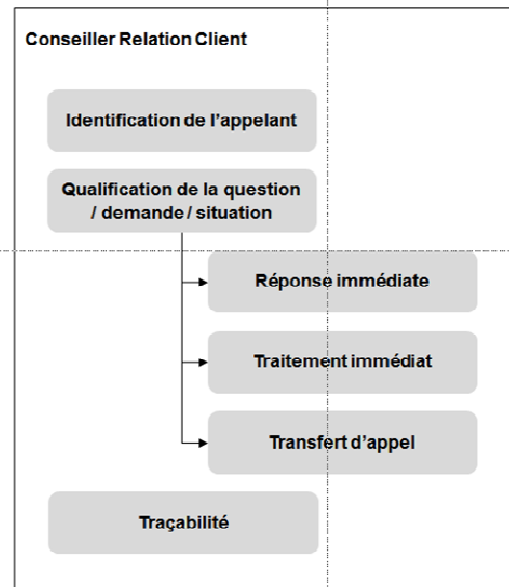 Conseiller Relation Client
Identification de l'appelant
Qualification de la question
/ demande / situation
Réponse immédiate
Traitement immédiat
Transfert d'appel
Traçabilité